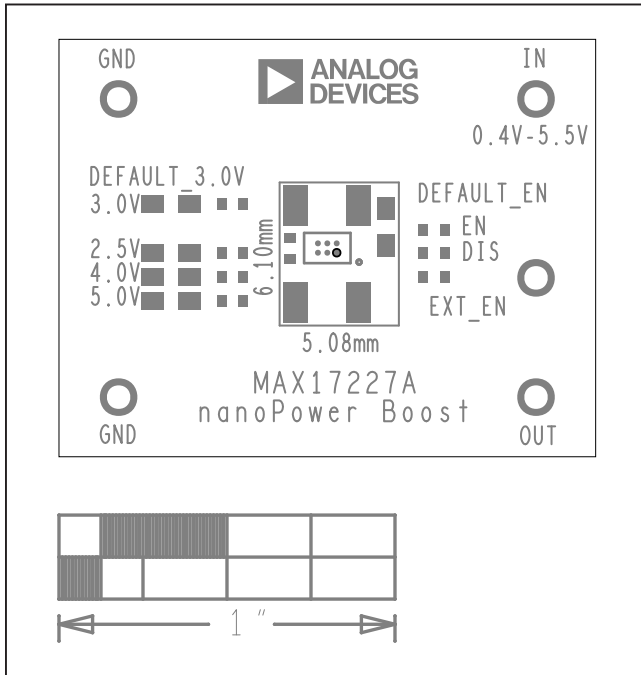 GND
ANALOG
DEVICES
IN
0.4V-5.5V
DEFAULT_3.0V
3.0V
2.5V
4.0V
5.0V
6.10mm
5.08mm
DEFAULT_EN
EN
DIS
EXT_EN
MAX17227A
nanoPower Boost
GND
OUT
1 "